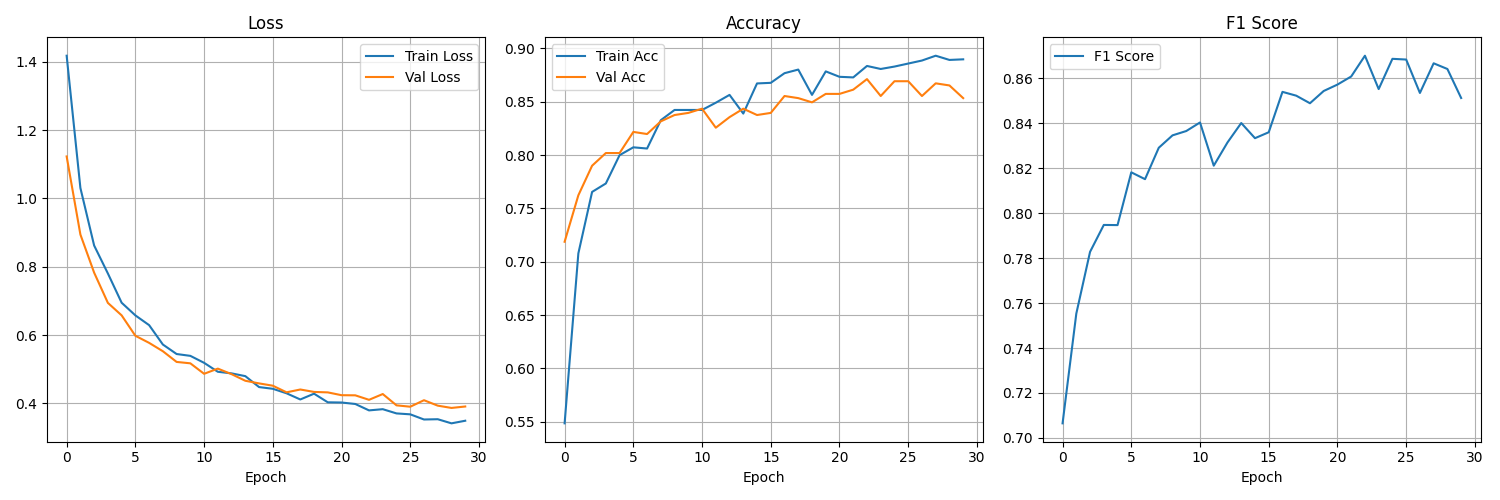 Loss
Train Loss
Val Loss
1.4
1.2
1.0
0.8
0.6
0.4
0 5 10 15 20 25 30
Epoch
Accuracy
Train Acc
Val Acc
0.90
0.85
0.80
0.75
0.70
0.65
0.60
0.55
0 5 10 15 20 25 30
Epoch
F1 Score
F1 Score
0.86
0.84
0.82
0.80
0.78
0.76
0.74
0.72
0.70
0 5 10 15 20 25 30
Epoch